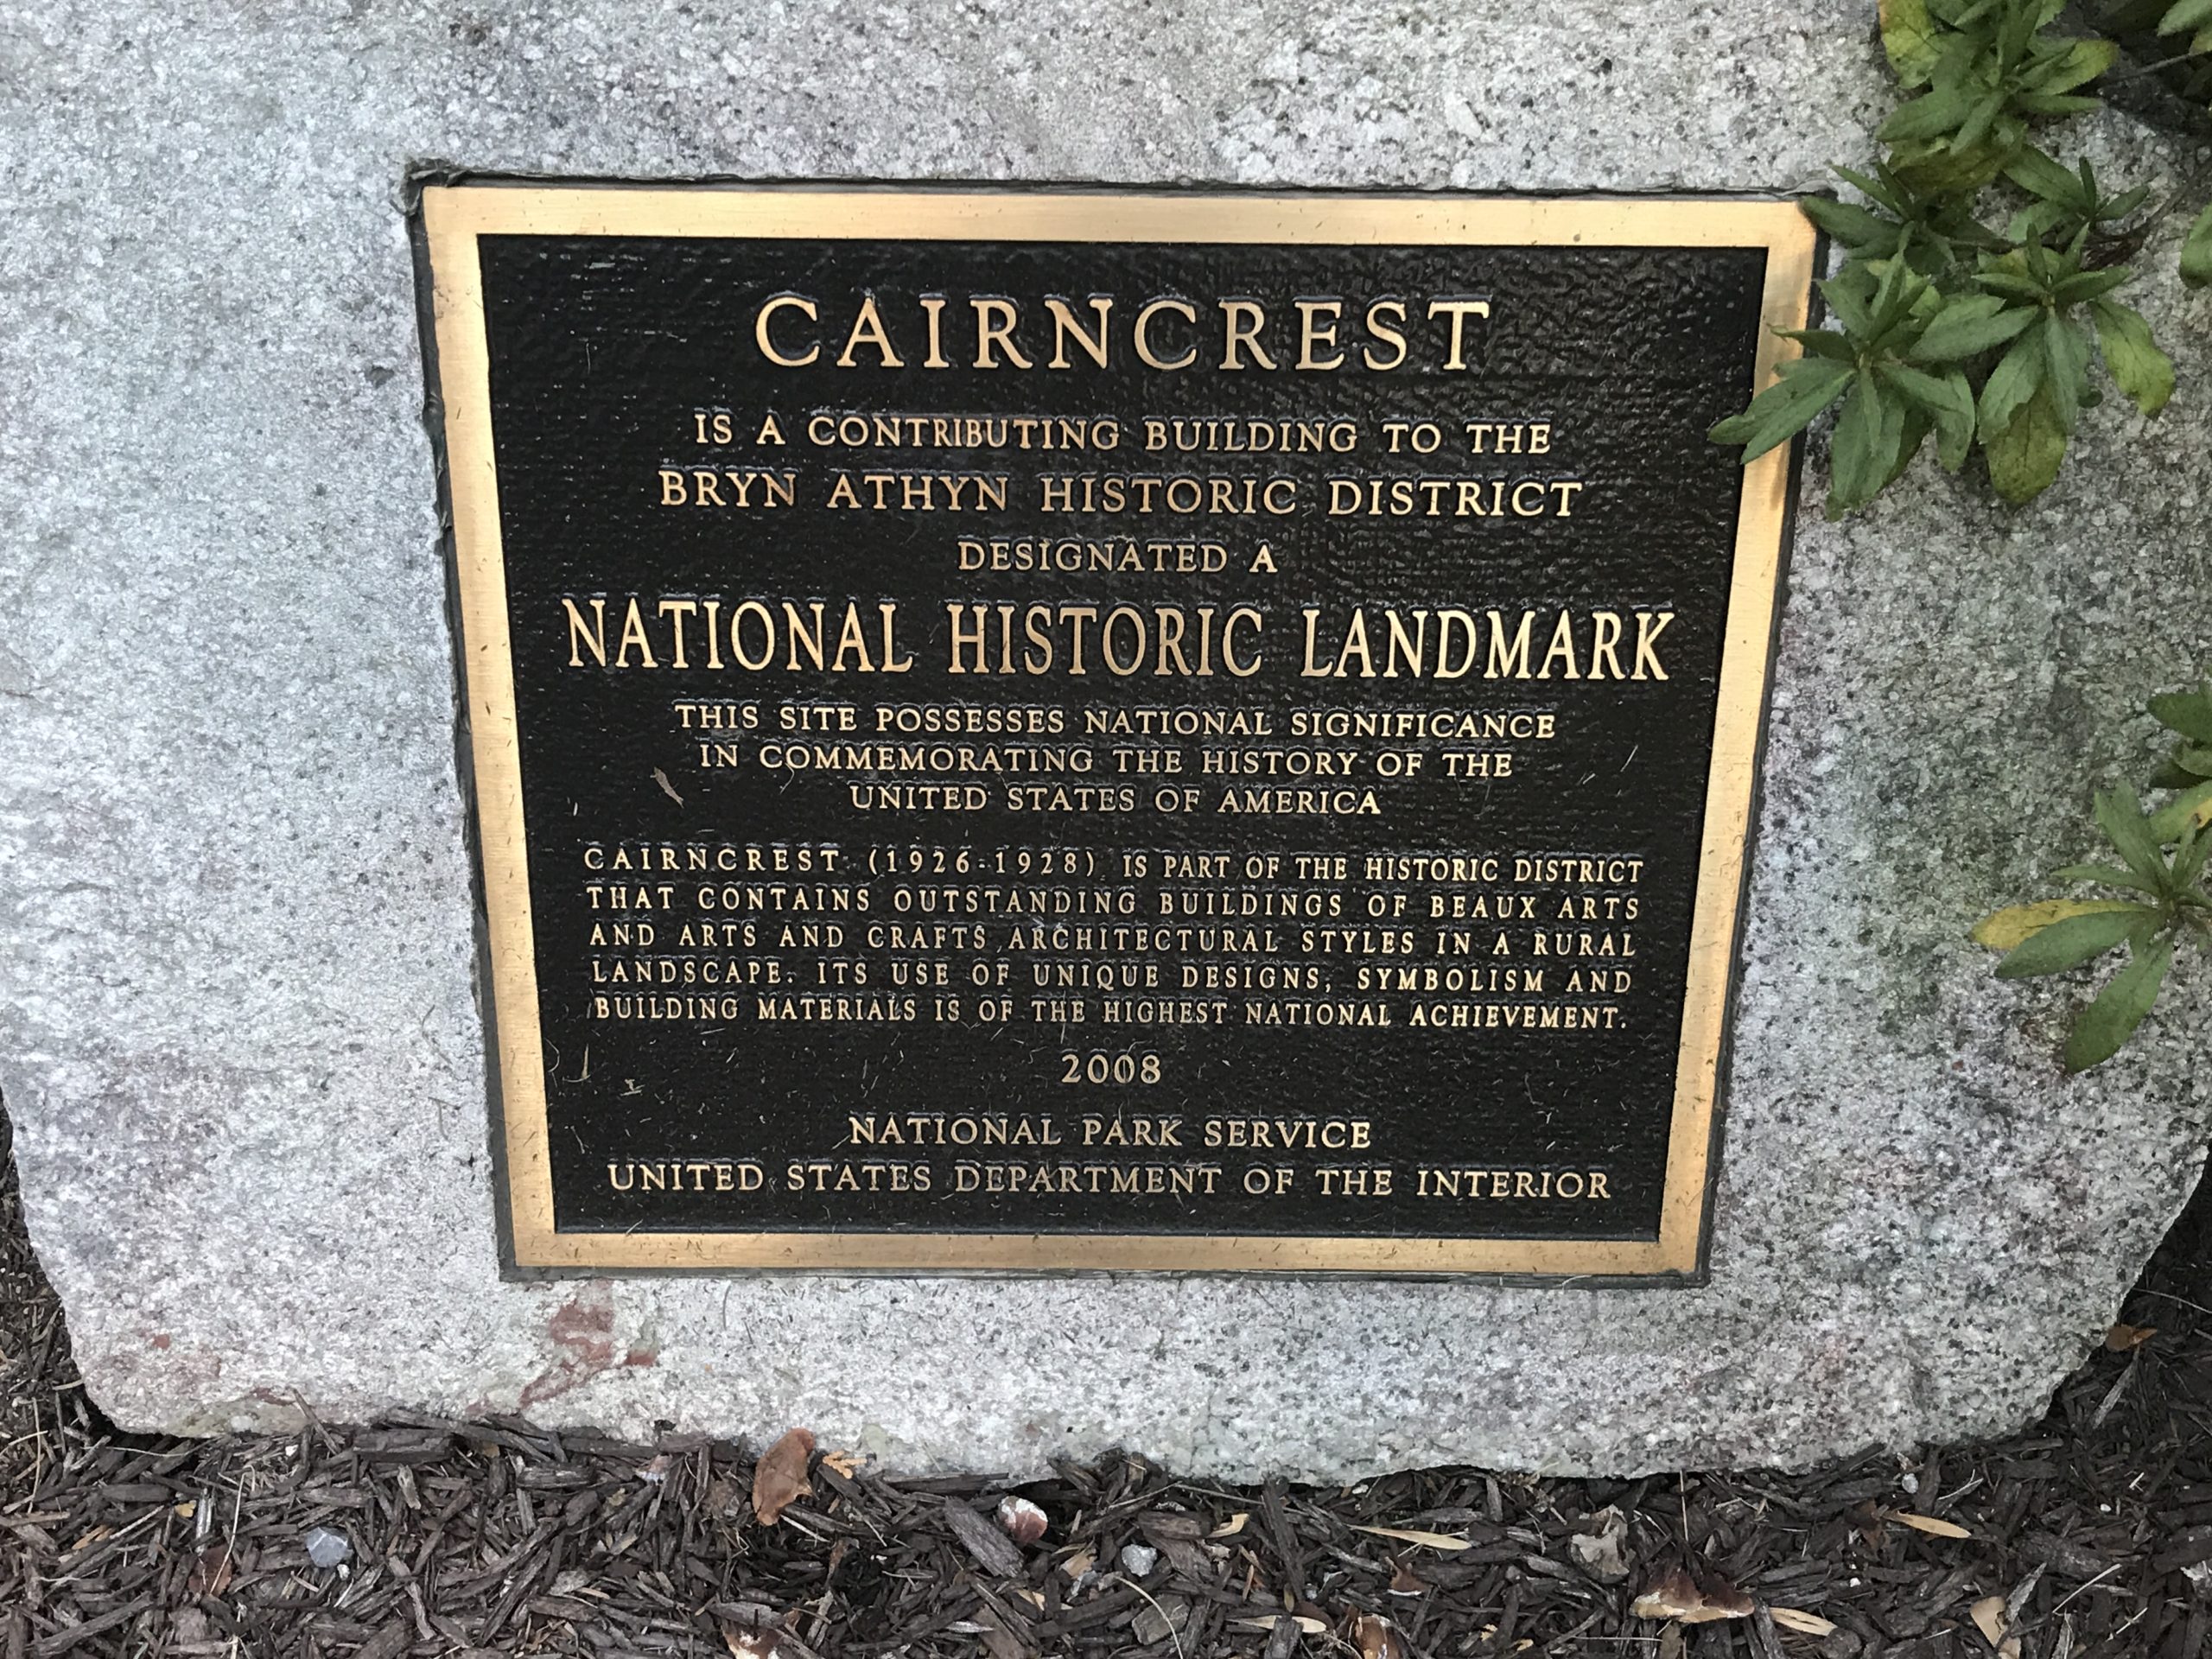 CAIRNCREST
IS A CONTRIBUTING BUILDING TO THE
BRYN ATHYN HISTORIC DISTRICT
DESIGNATED A
NATIONAL HISTORIC LANDMARK
THIS SITE POSSESSES NATIONAL SIGNIFICANCE
IN COMMEMORATING THE HISTORY OF THE
UNITED STATES OF AMERICA
CAIRNCREST (1926-1928) IS PART OF THE HISTORIC DISTRICT
THAT CONTAINS OUTSTANDING BUILDINGS OF BEAUX ARTS
AND ARTS AND CRAFTS ARCHITECTURAL STYLES IN A RURAL
LANDSCAPE. ITS USE OF UNIQUE DESIGNS, SYMBOLISM AND
BUILDING MATERIALS IS OF THE HIGHEST NATIONAL ACHIEVEMENT.
2008
NATIONAL PARK SERVICE
UNITED STATES DEPARTMENT OF THE INTERIOR